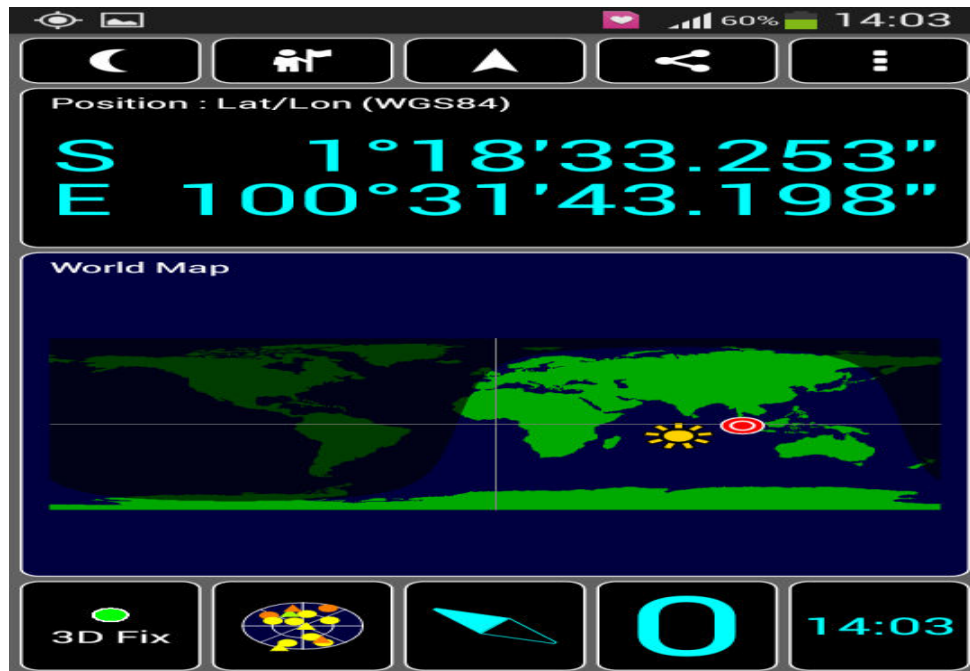 60% 14:03
Position : Lat/Lon (WGS84)
S 1°18'33.253"
E 100°31'43.198"
World Map
3D Fix
0
14:03